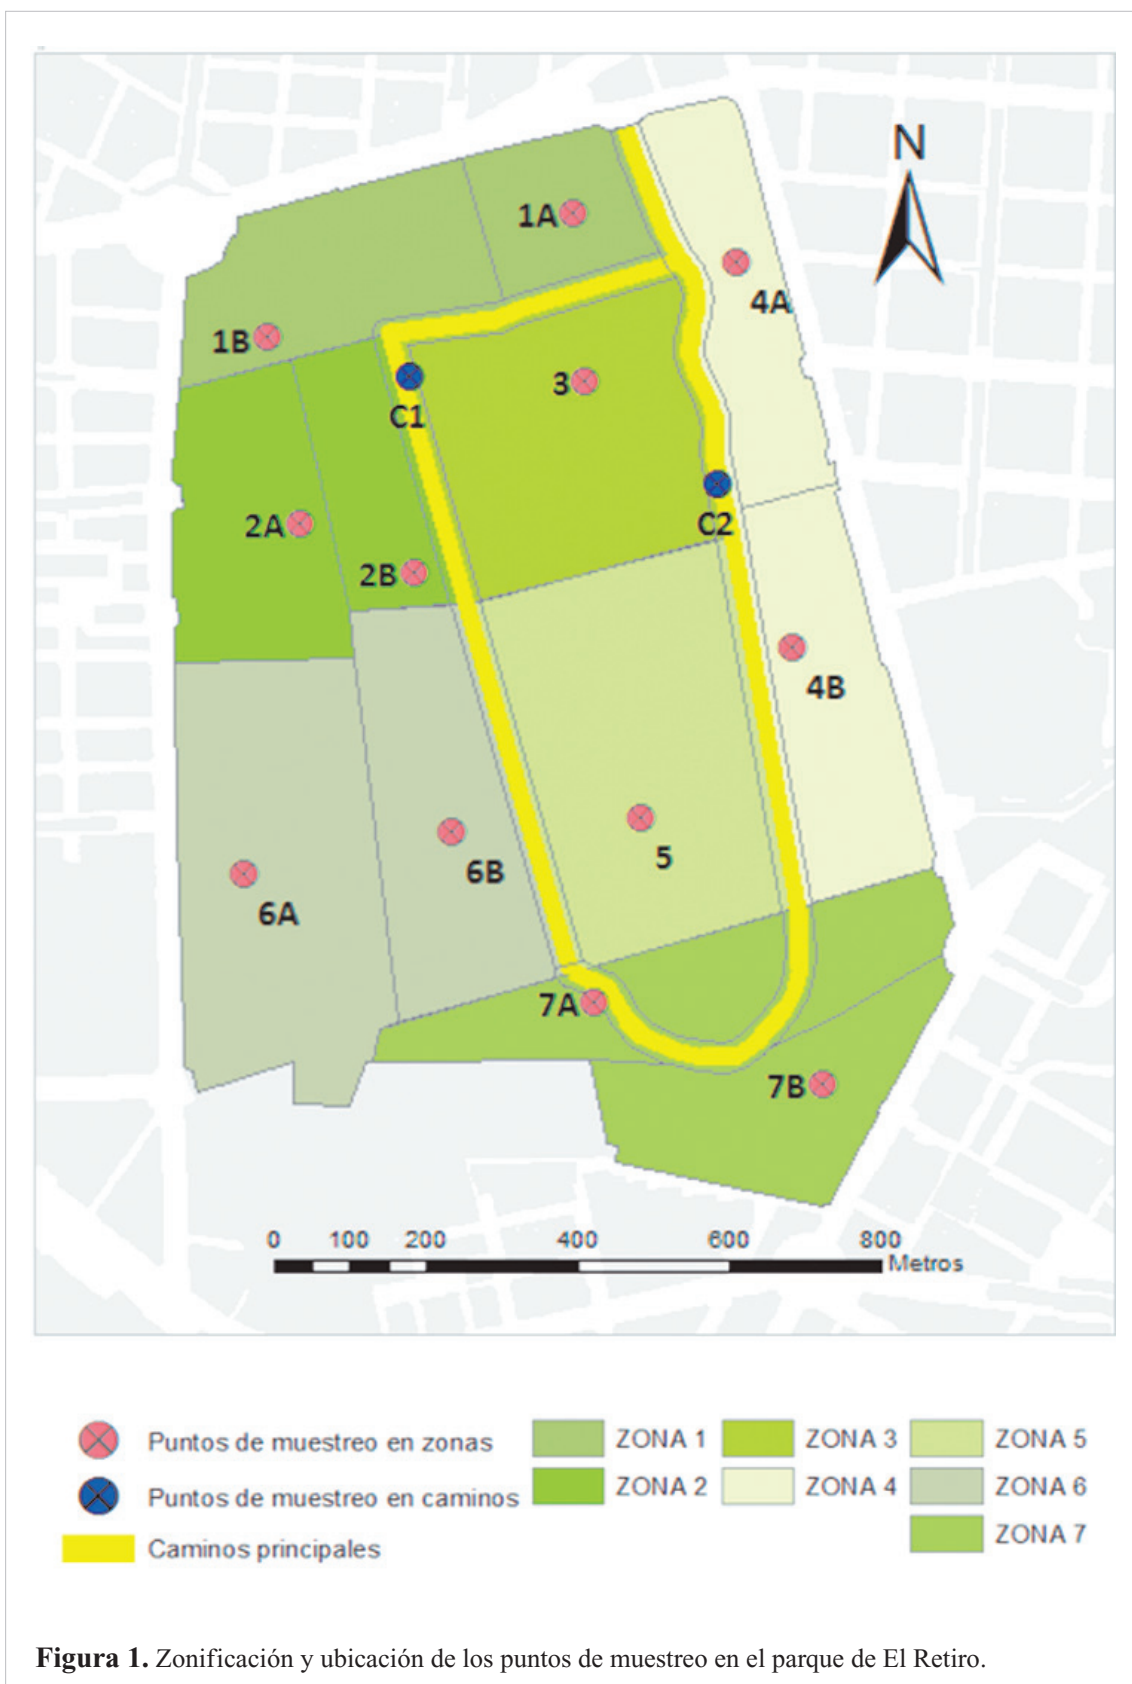 N
1A
4A
1B
3
C1
C2
2A
2B
4B
5
6B
6A
7A
7B
0 100 200 400 600 800
Metros
Puntos de muestreo en zonas
Puntos de muestreo en caminos
Caminos principales
ZONA 1
ZONA 2
ZONA 3
ZONA 4
ZONA 5
ZONA 6
ZONA 7
Figura 1. Zonificación y ubicación de los puntos de muestreo en el parque de El Retiro.